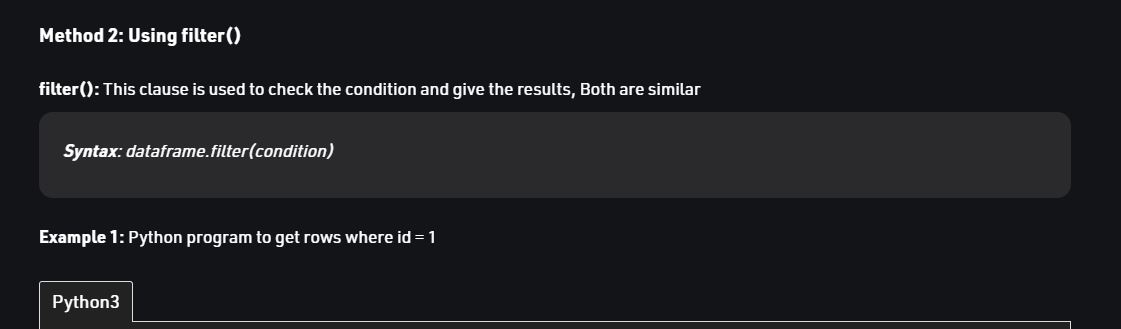 Method 2: Using filter()
filter(): This clause is used to check the condition and give the results, Both are similar
Syntax: dataframe.filter(condition)
Example 1: Python program to get rows where id = 1
Python3